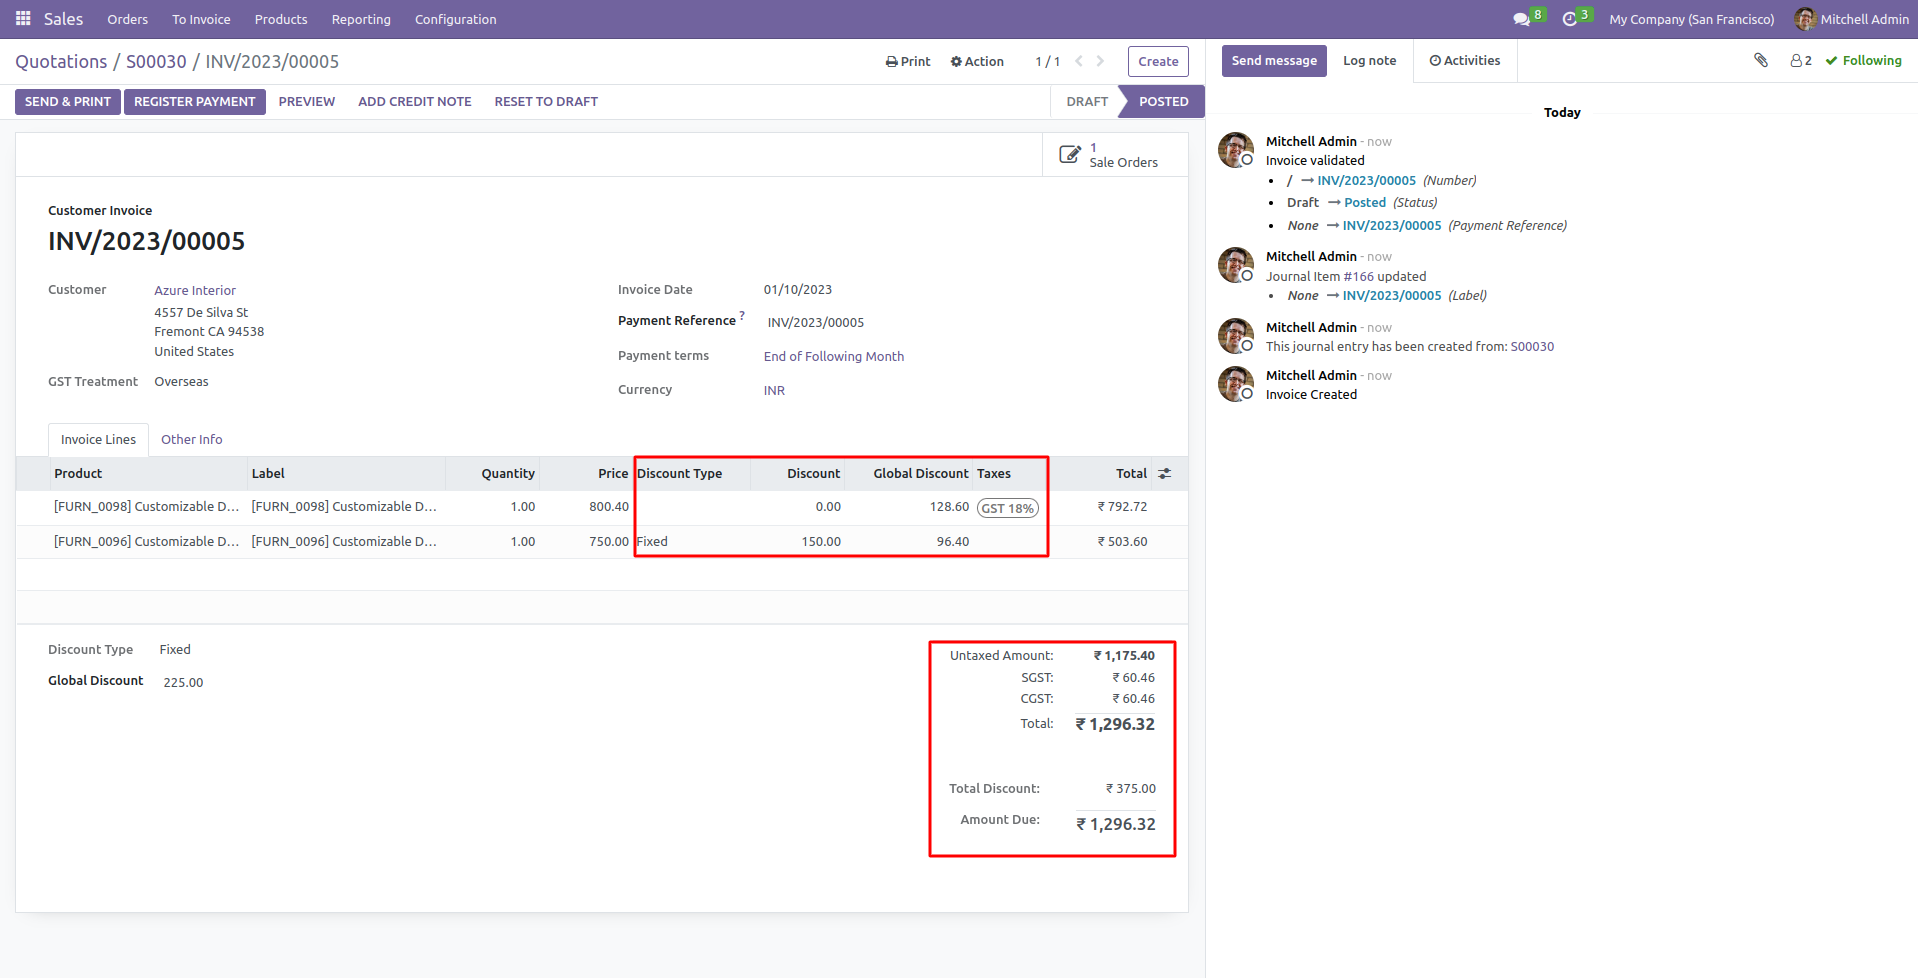 Sales Orders To Invoice Products Reporting Configuration 8 3 My Company (San Francisco) Mitchell Admin
Quotations / S00030 / INV/2023/00005 Print Action 1 / 1 Create
SEND & PRINT REGISTER PAYMENT PREVIEW ADD CREDIT NOTE RESET TO DRAFT DRAFT POSTED
1
Sale Orders
Customer Invoice
INV/2023/00005
Customer Azure Interior
4557 De Silva St
Fremont CA 94538
United States
GST Treatment Overseas
Invoice Date 01/10/2023
Payment Reference ? INV/2023/00005
Payment terms End of Following Month
Currency INR
Invoice Lines Other Info
Product Label Quantity Price Discount Type Discount Global Discount Taxes Total
[FURN_0098] Customizable D... [FURN_0098] Customizable D... 1.00 800.40 0.00 128.60 GST 18% ₹ 792.72
[FURN_0096] Customizable D... [FURN_0096] Customizable D... 1.00 750.00 Fixed 150.00 96.40 ₹ 503.60
Discount Type Fixed
Global Discount 225.00
Untaxed Amount: ₹ 1,175.40
SGST: ₹ 60.46
CGST: ₹ 60.46
Total: ₹ 1,296.32
Total Discount: ₹ 375.00
Amount Due: ₹ 1,296.32
Send message Log note Activities 2 Following
Today
Mitchell Admin - now
Invoice validated
• / → INV/2023/00005 (Number)
• Draft → Posted (Status)
• None → INV/2023/00005 (Payment Reference)
Mitchell Admin - now
Journal Item #166 updated
• None → INV/2023/00005 (Label)
Mitchell Admin - now
This journal entry has been created from: S00030
Mitchell Admin - now
Invoice Created